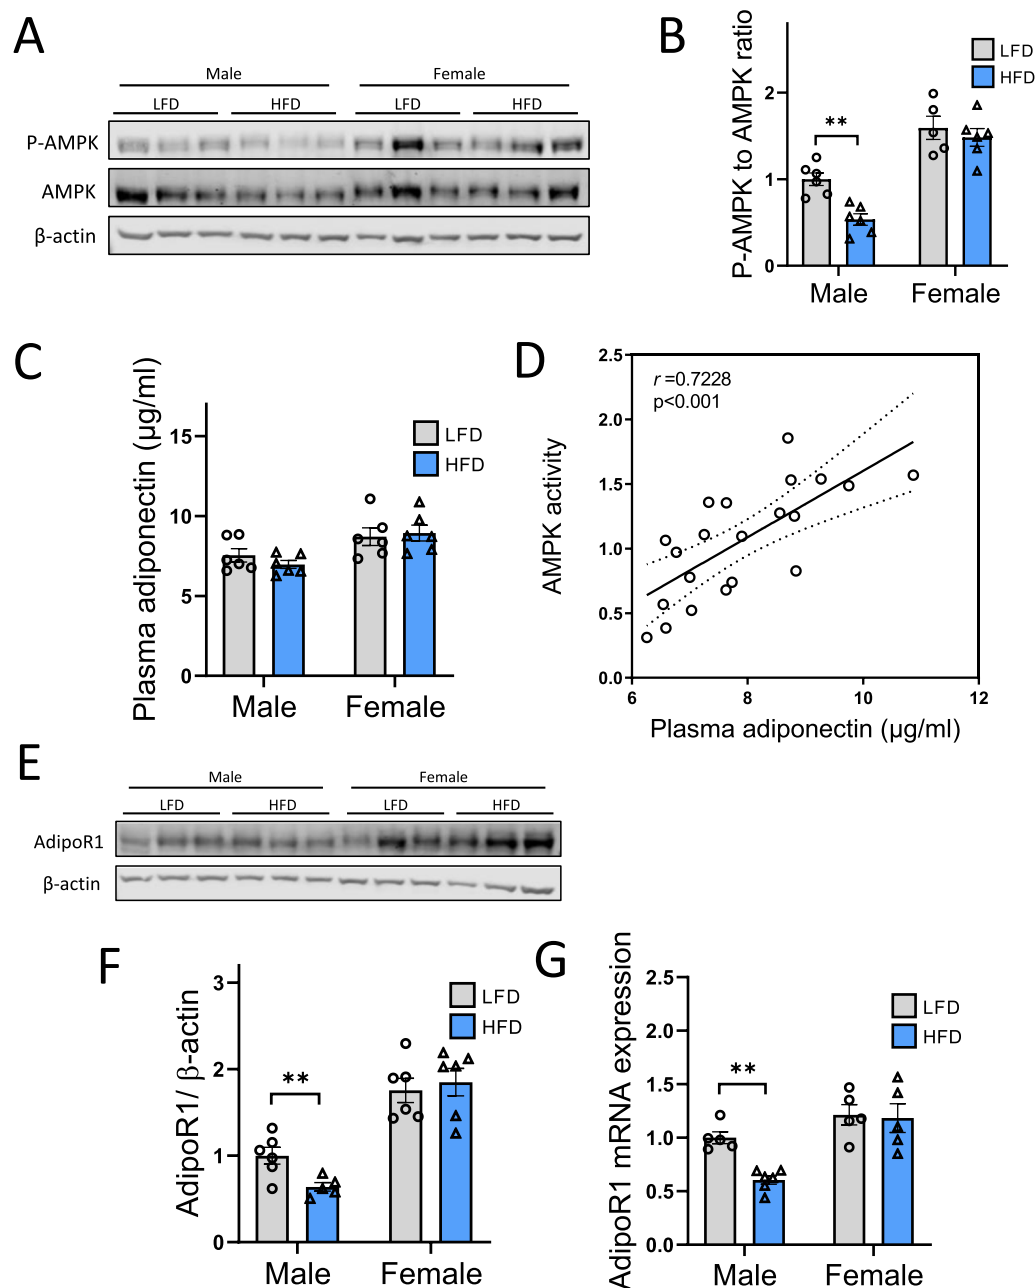 A
Male Female
LFD HFD LFD HFD
P-AMPK
AMPK
β-actin
B
P-AMPK to AMPK ratio
LFD
HFD
2
1
0
**
Male Female
C
Plasma adiponectin (µg/ml)
LFD
HFD
15
10
5
0
Male Female
D
AMPK activity
r =0.7228
p<0.001
2.5
2.0
1.5
1.0
0.5
0.0
6 8 10 12
Plasma adiponectin (µg/ml)
E
Male Female
LFD HFD LFD HFD
AdipoR1
β-actin
F
AdipoR1/ β-actin
LFD
HFD
3
2
1
0
**
Male Female
G
AdipoR1 mRNA expression
LFD
HFD
2.5
2.0
1.5
1.0
0.5
0.0
**
Male Female